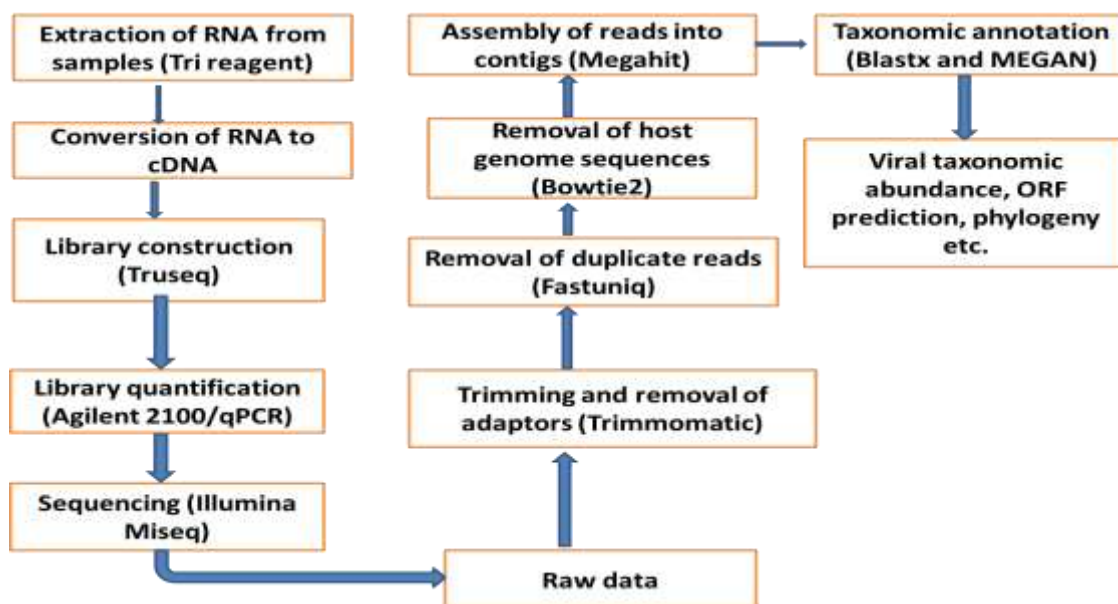 Extraction of RNA from
samples (Tri reagent)
Conversion of RNA to
cDNA
Library construction
(Truseq)
Library quantification
(Agilent 2100/qPCR)
Sequencing (Illumina
Miseq)
Raw data
Trimming and removal of
adaptors (Trimmomatic)
Removal of duplicate reads
(Fastuniq)
Removal of host
genome sequences
(Bowtie2)
Assembly of reads into
contigs (Megahit)
Taxonomic annotation
(Blastx and MEGAN)
Viral taxonomic
abundance, ORF
prediction, phylogeny
etc.